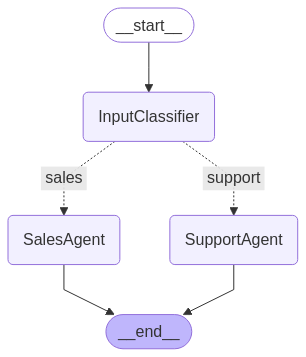 __start__
InputClassifier
sales
support
SalesAgent
SupportAgent
__end__